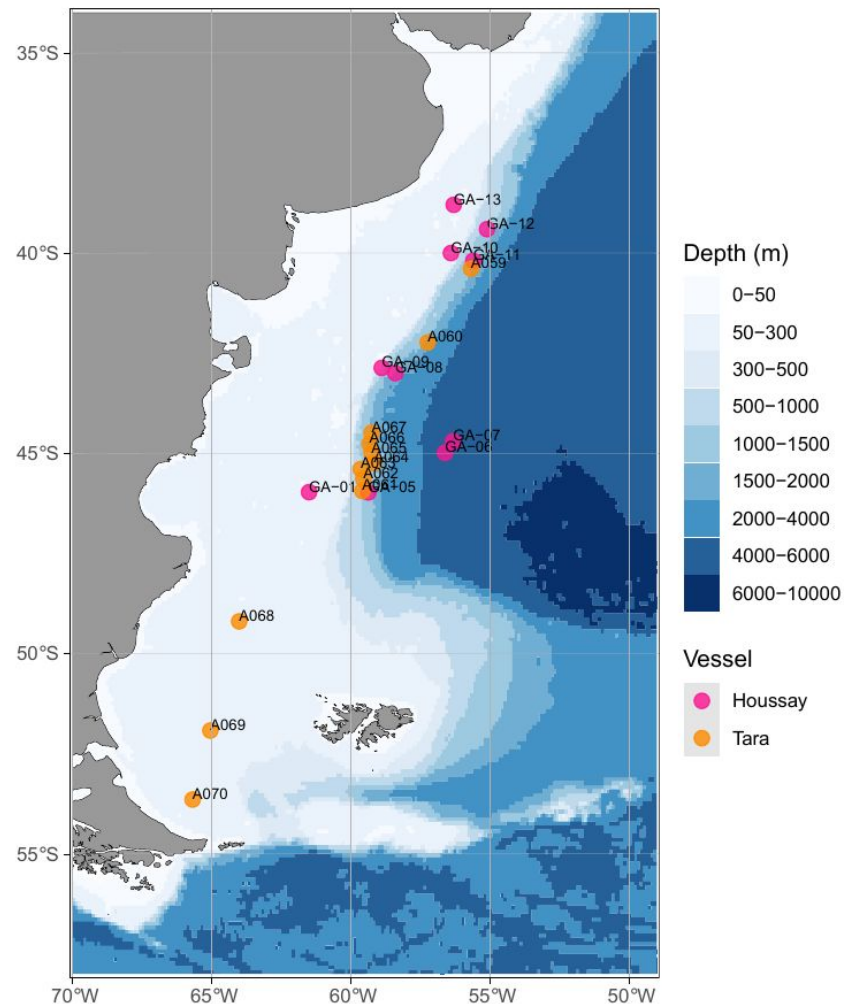 35°S
40°S
45°S
50°S
55°S
70°W
65°W
60°W
55°W
50°W
GA−13
GA−12
GA−10
GA−11
A059
A060
GA−09
GA−08
A067
A066
GA−07
A065
GA−06
A064
A063
A062
GA−01
A061
GA−05
A068
A069
A070
Depth (m)
0−50
50−300
300−500
500−1000
1000−1500
1500−2000
2000−4000
4000−6000
6000−10000
Vessel
Houssay
Tara